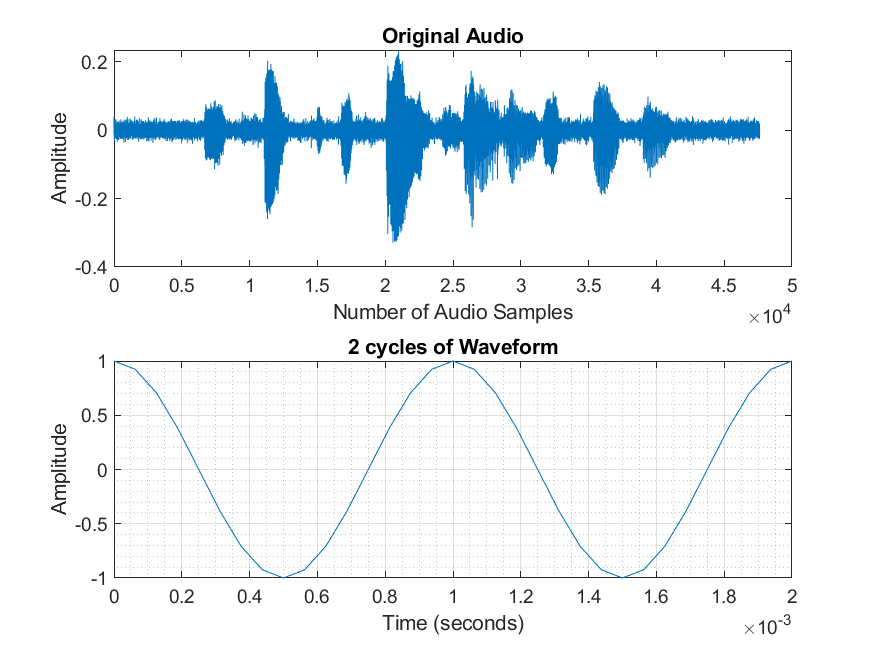 Original Audio
0.2
0
-0.2
-0.4
Amplitude
0 0.5 1 1.5 2 2.5 3 3.5 4 4.5 5
Number of Audio Samples
×10⁴
2 cycles of Waveform
1
0.5
0
-0.5
-1
Amplitude
0 0.2 0.4 0.6 0.8 1 1.2 1.4 1.6 1.8 2
Time (seconds)
×10⁻³